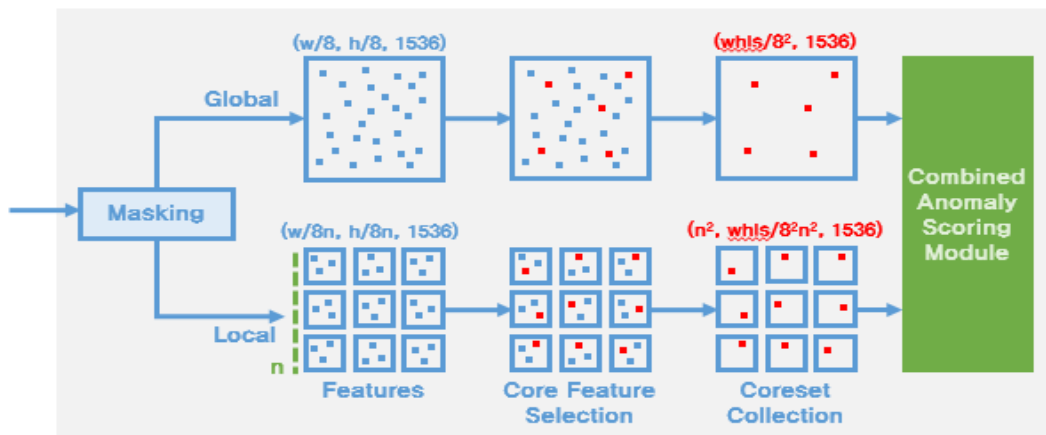 (w/8, h/8, 1536)
(whls/8², 1536)
Global
Masking
Combined
Anomaly
Scoring
Module
(w/8n, h/8n, 1536)
(n², whls/8²n², 1536)
Local
n
Features
Core Feature
Selection
Coreset
Collection